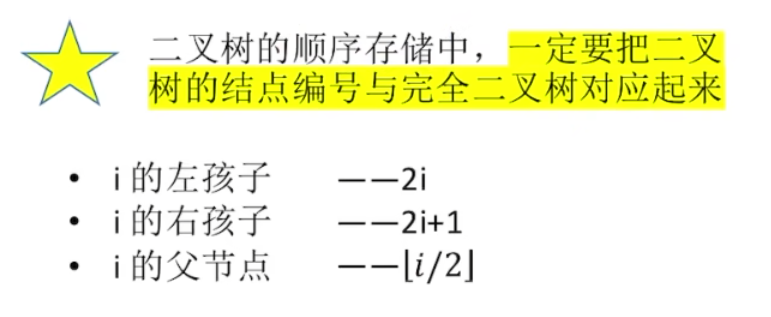 二叉树的顺序存储中，一定要把二叉
树的结点编号与完全二叉树对应起来
• i 的左孩子 ——2i
• i 的右孩子 ——2i+1
• i 的父节点 ——⌊i/2⌋